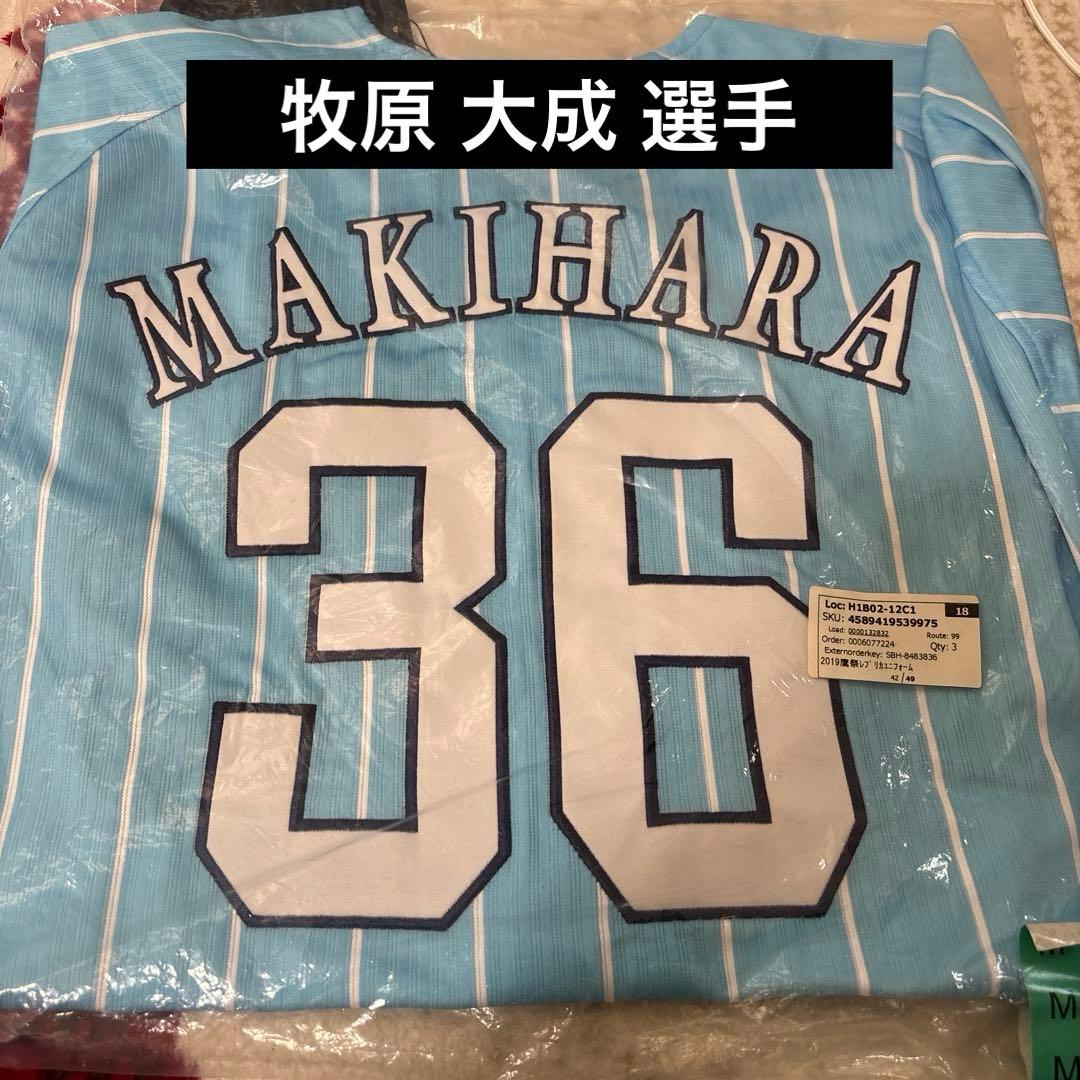 牧原 大成 選手
MAKIHARA
36
Loc: H1B02-12C1
18
SKU: 4589419539975
Load: 0000132832
Route: 99
Order: 0006077224
Qty: 3
Externorderkey: SBH-8483836
2019鷹祭ﾚﾌﾟﾘｶﾕﾆﾌｫｰﾑ
42 / 49
M
M